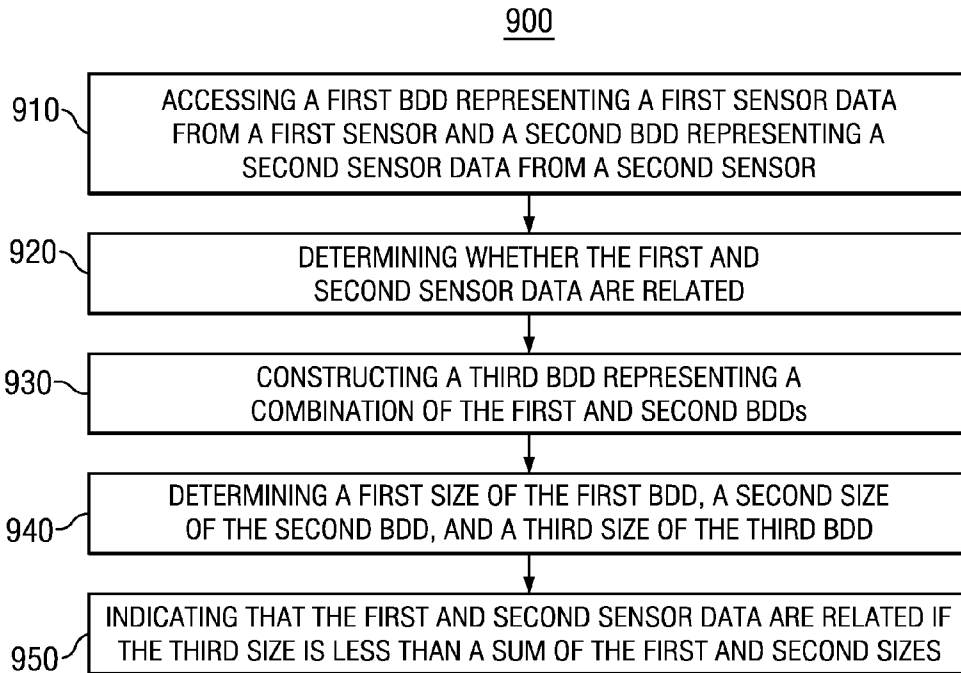 900
910
ACCESSING A FIRST BDD REPRESENTING A FIRST SENSOR DATA
FROM A FIRST SENSOR AND A SECOND BDD REPRESENTING A
SECOND SENSOR DATA FROM A SECOND SENSOR.
920
DETERMINING WHETHER THE FIRST AND
SECOND SENSOR DATA ARE RELATED
930
CONSTRUCTING A THIRD BDD REPRESENTING A
COMBINATION OF THE FIRST AND SECOND BDDs
940
DETERMINING A FIRST SIZE OF THE FIRST BDD, A SECOND SIZE
OF THE SECOND BDD, AND A THIRD SIZE OF THE THIRD BDD
950
INDICATING THAT THE FIRST AND SECOND SENSOR DATA ARE RELATED IF
THE THIRD SIZE IS LESS THAN A SUM OF THE FIRST AND SECOND SIZES